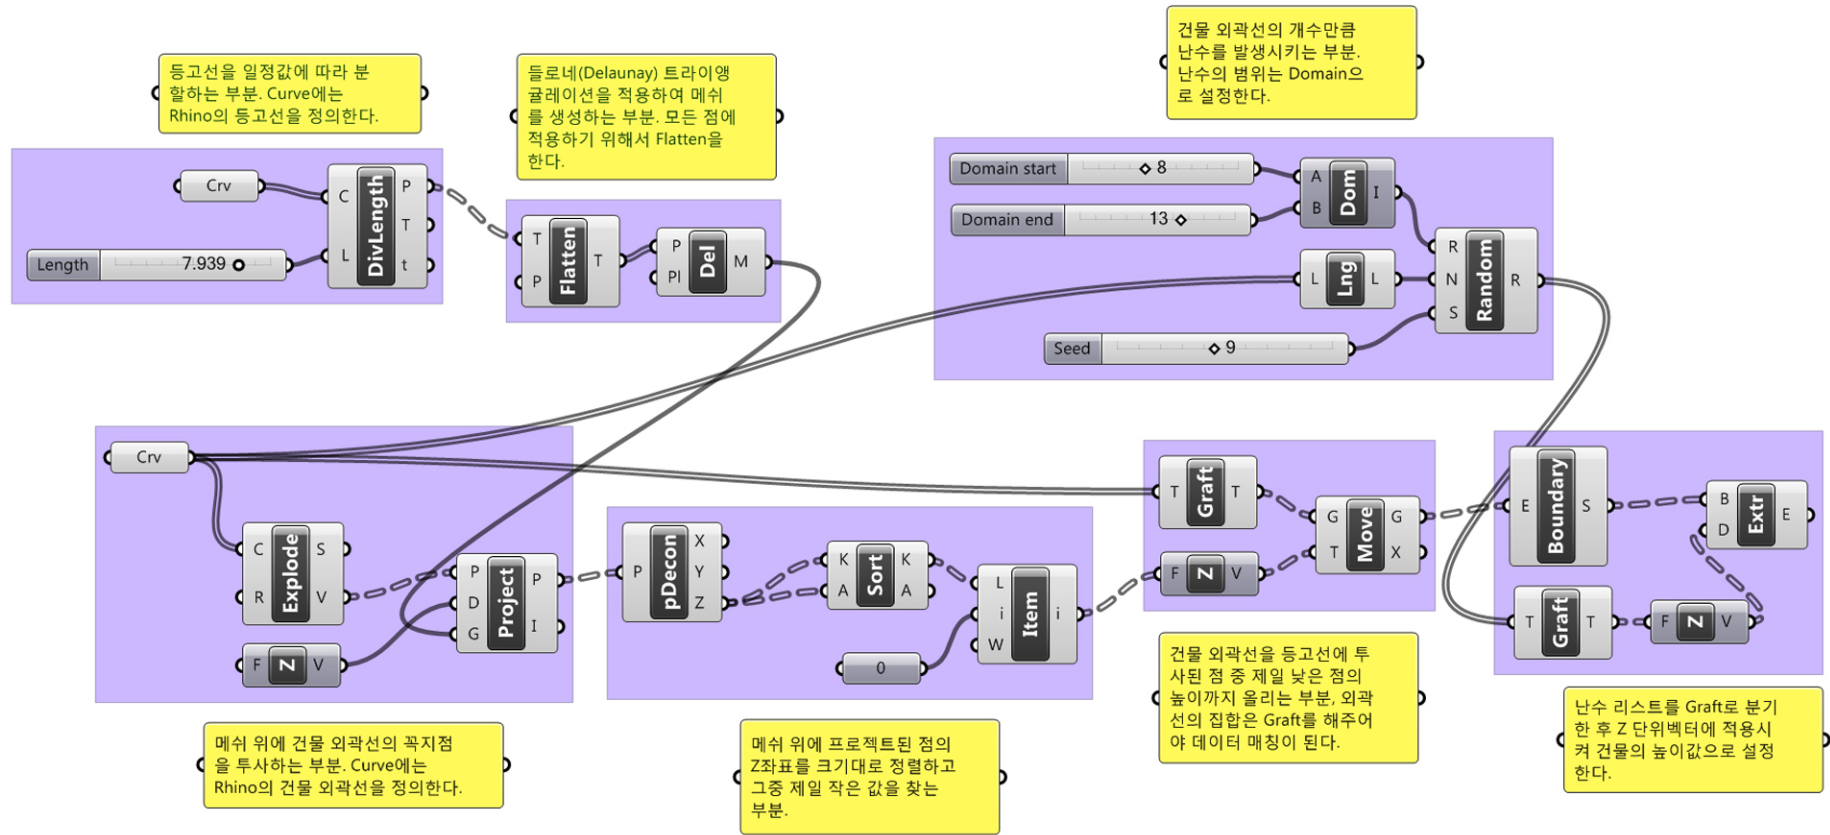 등고선을 일정값에 따라 분
할하는 부분. Curve에는
Rhino의 등고선을 정의한다.
들로네(Delaunay) 트라이앵
귤레이션을 적용하여 메쉬
를 생성하는 부분. 모든 점에
적용하기 위해서 Flatten을
한다.
건물 외곽선의 개수만큼
난수를 발생시키는 부분.
난수의 범위는 Domain으
로 설정한다.
Crv
Length 7.939
C L DivLength P T t
T P Flatten T
P Pl Del M
Domain start 8
Domain end 13
A B Dom I
L Lng L
Seed 9
R N S Random R
Crv
C R Explode S V
F Z V
P D G Project P I
P pDecon X Y Z
K A Sort K A
0
L i W Item i
T Graft T
F Z V
G T Move G X
E Boundary S
T Graft T
F Z V
B D Extr E
메쉬 위에 건물 외곽선의 꼭지점
을 투사하는 부분. Curve에는
Rhino의 건물 외곽선을 정의한다.
메쉬 위에 프로젝트된 점의
Z좌표를 크기대로 정렬하고
그중 제일 작은 값을 찾는
부분.
건물 외곽선을 등고선에 투
사된 점 중 제일 낮은 점의
높이까지 올리는 부분, 외곽
선의 집합은 Graft를 해주어
야 데이터 매칭이 된다.
난수 리스트를 Graft로 분기
한 후 Z 단위벡터에 적용시
켜 건물의 높이값으로 설정
한다.